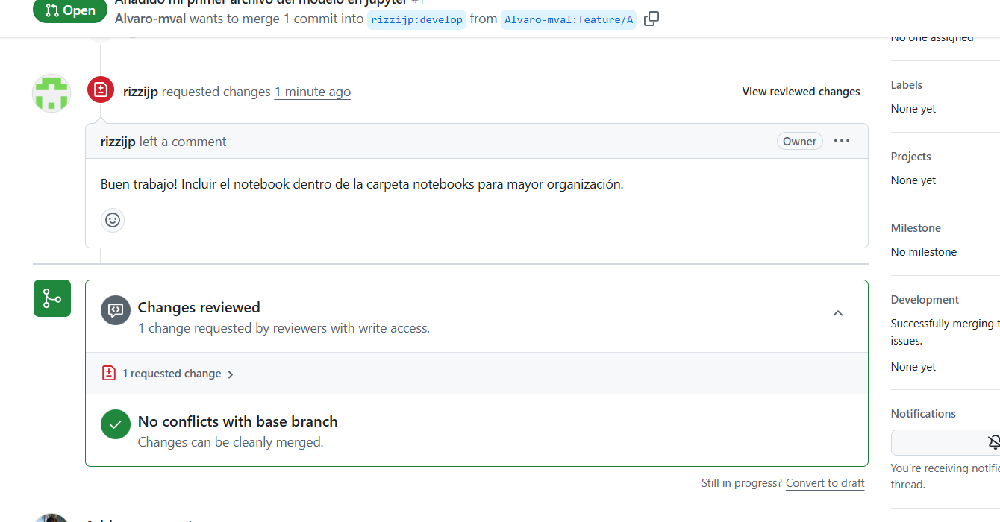 Open
Añadido mi primer archivo del modelo en jupyter #1
Alvaro-mval wants to merge 1 commit into rizzijp:develop from Alvaro-mval:feature/A
No one assigned
rizzijp requested changes 1 minute ago
View reviewed changes
Labels
None yet
rizzijp left a comment
Owner
Projects
None yet
Buen trabajo! Incluir el notebook dentro de la carpeta notebooks para mayor organización.
Milestone
No milestone
Changes reviewed
1 change requested by reviewers with write access.
Development
Successfully merging
issues.
None yet
1 requested change
No conflicts with base branch
Changes can be cleanly merged.
Notifications
You're receiving
thread.
Still in progress? Convert to draft